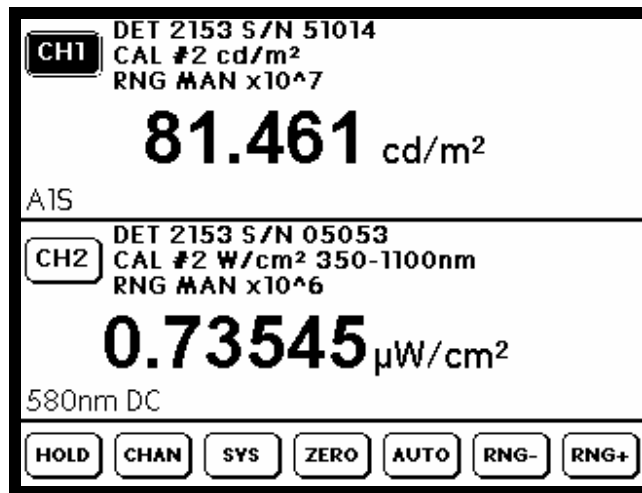 CH1
DET 2153 S/N 51014
CAL #2 cd/m²
RNG MAN x10^7
81.461 cd/m²
A1S
CH2
DET 2153 S/N 05053
CAL #2 W/cm² 350-1100nm
RNG MAN x10^6
0.73545 µW/cm²
580nm DC
HOLD CHAN SYS ZERO AUTO RNG- RNG+